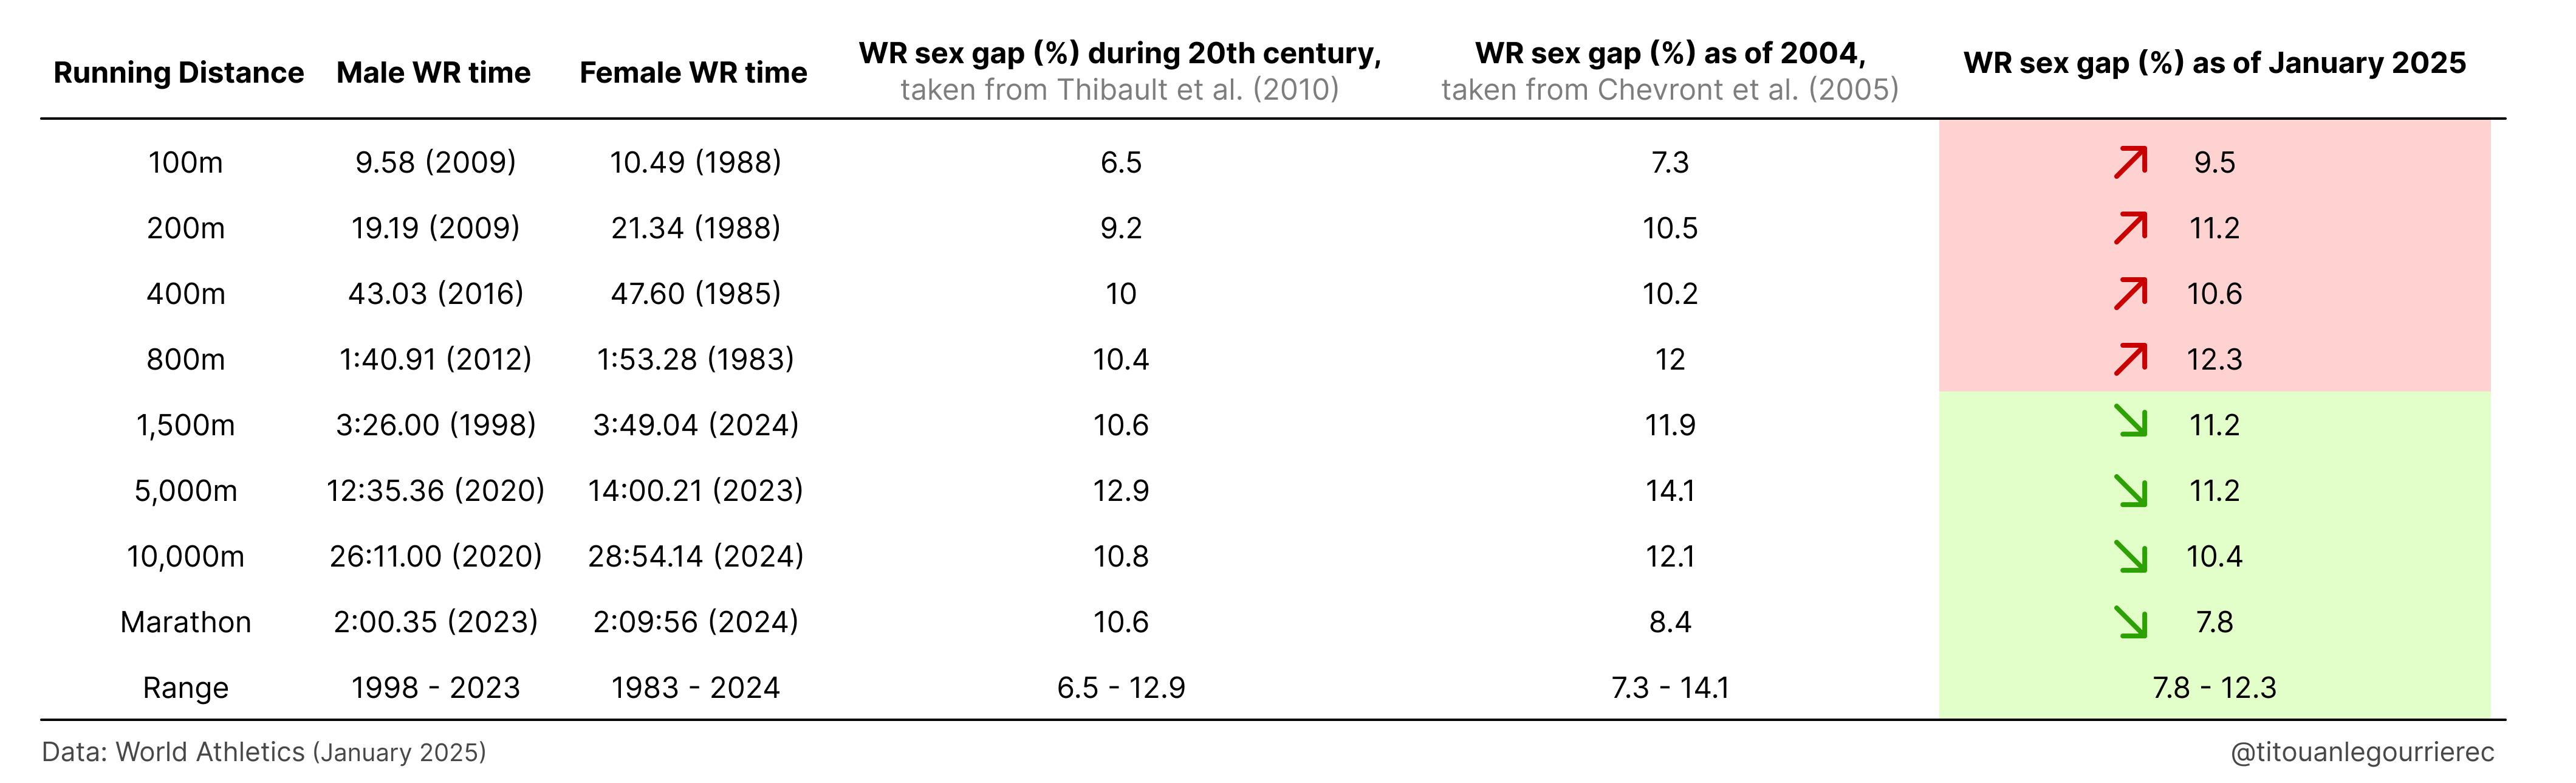 Running Distance Male WR time Female WR time WR sex gap (%) during 20th century, WR sex gap (%) as of 2004, WR sex gap (%) as of January 2025
taken from Thibault et al. (2010) taken from Chevront et al. (2005)
100m 9.58 (2009) 10.49 (1988) 6.5 7.3 9.5
200m 19.19 (2009) 21.34 (1988) 9.2 10.5 11.2
400m 43.03 (2016) 47.60 (1985) 10 10.2 10.6
800m 1:40.91 (2012) 1:53.28 (1983) 10.4 12 12.3
1,500m 3:26.00 (1998) 3:49.04 (2024) 10.6 11.9 11.2
5,000m 12:35.36 (2020) 14:00.21 (2023) 12.9 14.1 11.2
10,000m 26:11.00 (2020) 28:54.14 (2024) 10.8 12.1 10.4
Marathon 2:00.35 (2023) 2:09:56 (2024) 10.6 8.4 7.8
Range 1998 - 2023 1983 - 2024 6.5 - 12.9 7.3 - 14.1 7.8 - 12.3
Data: World Athletics (January 2025) @titouanlegourrierec